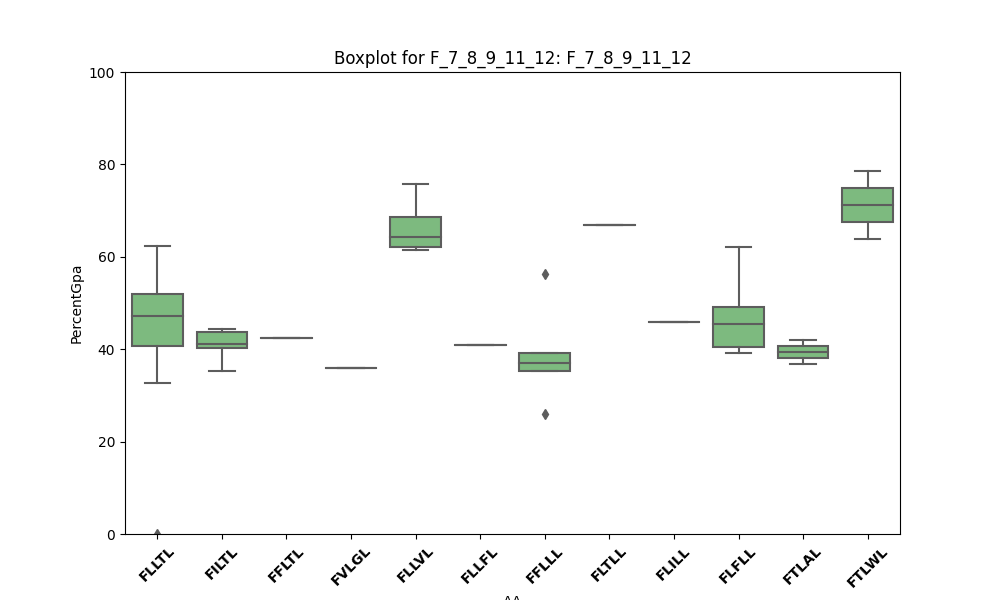 Boxplot for F_7_8_9_11_12: F_7_8_9_11_12
PercentGpa
100
80
60
40
20
0
FLLTL
FILTL
FFLTL
FVLGL
FLLVL
FLLFL
FFLLL
FLTLL
FLILL
FLFLL
FTLAL
FTLWL
AA